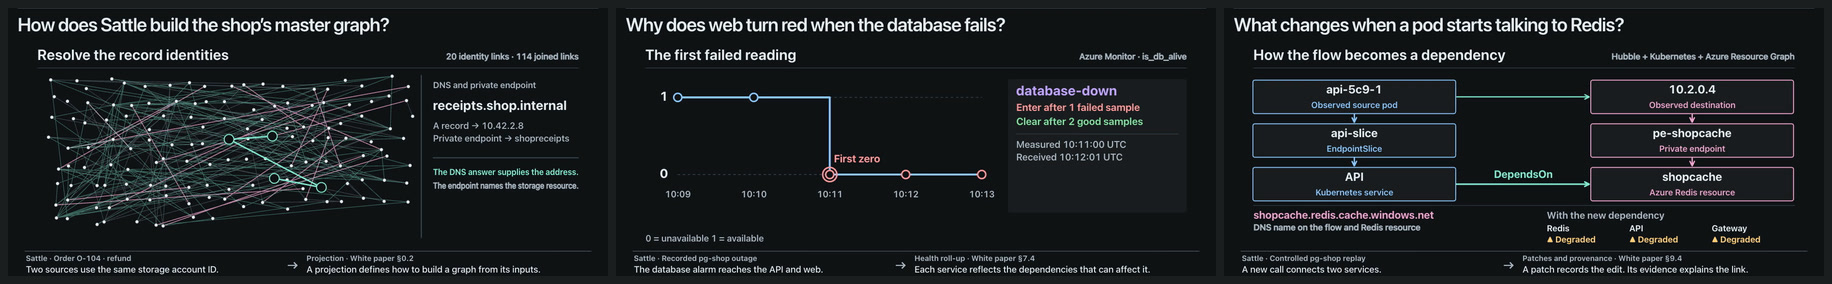 How does Sattle build the shop's master graph?
Resolve the record identities
20 identity links · 114 joined links
DNS and private endpoint
receipts.shop.internal
A record → 10.42.2.8
Private endpoint → shopreceipts
The DNS answer supplies the address.
The endpoint names the storage resource.
Sattle · Order O-104 · refund
Two sources use the same storage account ID.
→
Projection · White paper §0.2
A projection defines how to build a graph from its inputs.
Why does web turn red when the database fails?
The first failed reading
Azure Monitor · is_db_alive
1
0
First zero
10:09 10:10 10:11 10:12 10:13
database-down
Enter after 1 failed sample
Clear after 2 good samples
Measured 10:11:00 UTC
Received 10:12:01 UTC
0 = unavailable 1 = available
Sattle · Recorded pg-shop outage
The database alarm reaches the API and web.
→
Health roll-up · White paper §7.4
Each service reflects the dependencies that can affect it.
What changes when a pod starts talking to Redis?
How the flow becomes a dependency
Hubble + Kubernetes + Azure Resource Graph
api-5c9-1
Observed source pod
10.2.0.4
Observed destination
api-slice
EndpointSlice
pe-shopcache
Private endpoint
API
Kubernetes service
DependsOn
shopcache
Azure Redis resource
shopcache.redis.cache.windows.net
DNS name on the flow and Redis resource
With the new dependency
Redis API Gateway
▲ Degraded ▲ Degraded ▲ Degraded
Sattle · Controlled pg-shop replay
A new call connects two services.
→
Patches and provenance · White paper §9.4
A patch records the edit. Its evidence explains the link.